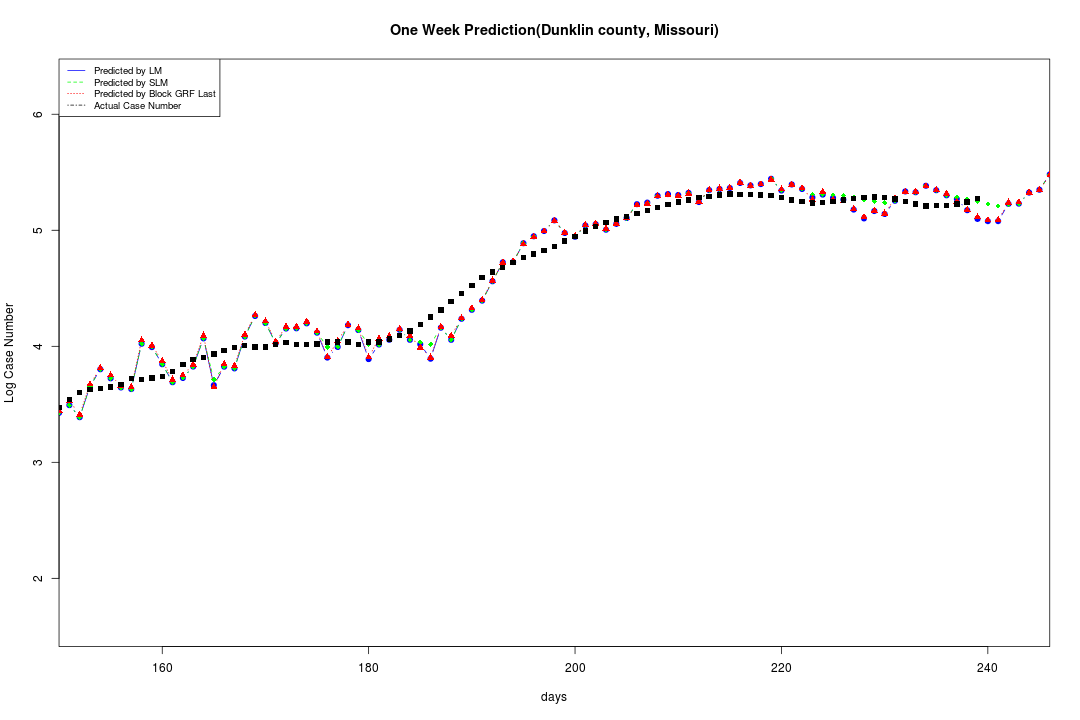 One Week Prediction(Dunklin county, Missouri)
Predicted by LM
Predicted by SLM
Predicted by Block GRF Last
Actual Case Number
6
5
4
3
2
Log Case Number
160 180 200 220 240
days